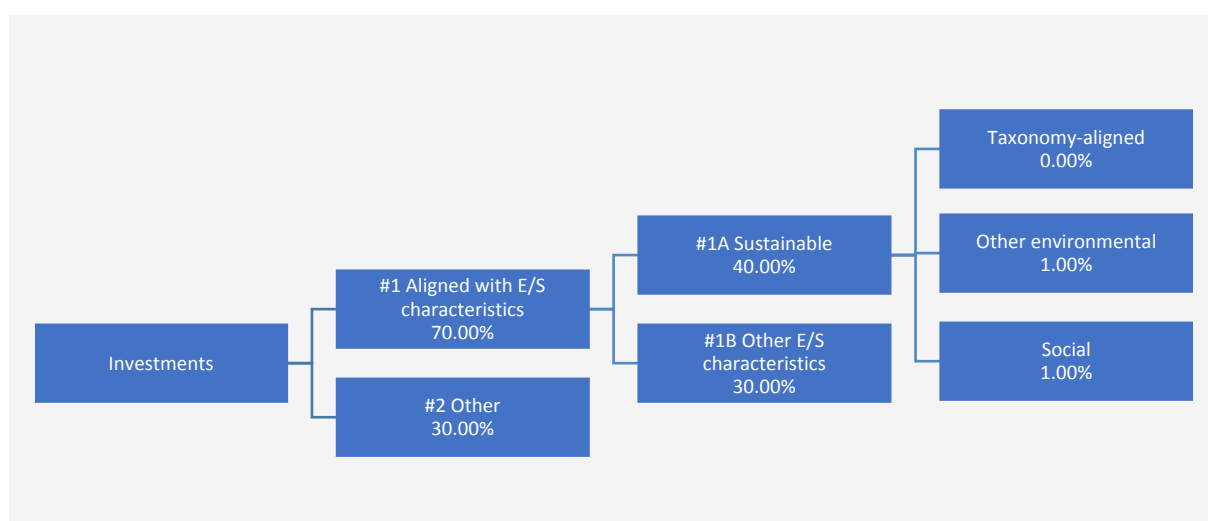 Investments
#1 Aligned with E/S
characteristics
70.00%
#2 Other
30.00%
#1A Sustainable
40.00%
#1B Other E/S
characteristics
30.00%
Taxonomy-aligned
0.00%
Other environmental
1.00%
Social
1.00%